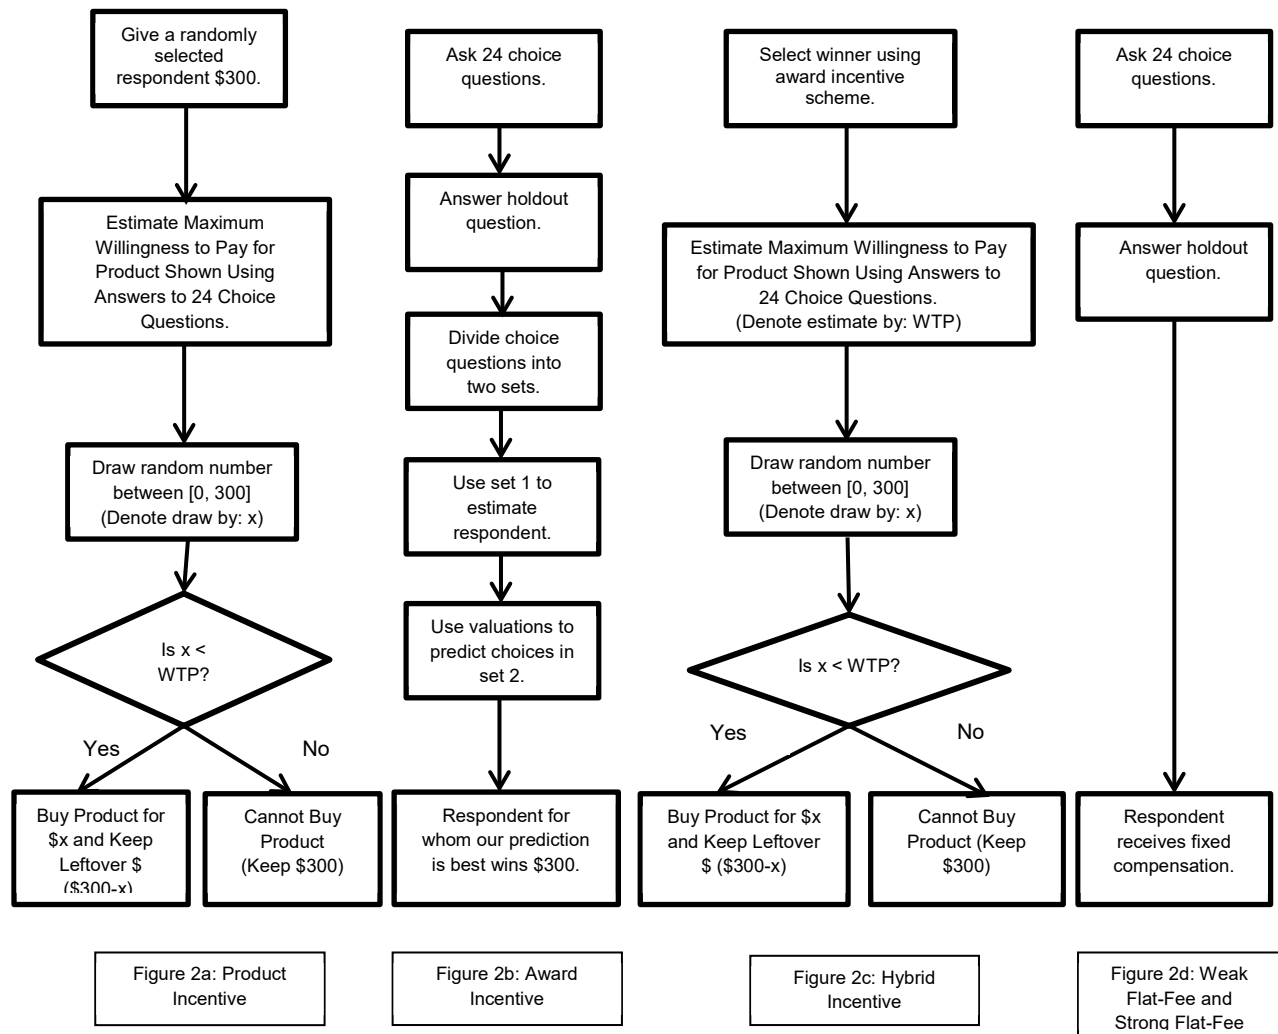 Give a randomly
selected
respondent $300.
Estimate Maximum
Willingness to Pay for
Product Shown Using
Answers to 24 Choice
Questions.
Draw random number
between [0, 300]
(Denote draw by: x)
Is x <
WTP?
Yes
No
Buy Product for
$x and Keep
Leftover $
($300-x)
Cannot Buy
Product
(Keep $300)
Figure 2a: Product
Incentive
Ask 24 choice
questions.
Answer holdout
question.
Divide choice
questions into
two sets.
Use set 1 to
estimate
respondent.
Use valuations to
predict choices in
set 2.
Respondent for
whom our prediction
is best wins $300.
Figure 2b: Award
Incentive
Select winner using
award incentive
scheme.
Estimate Maximum Willingness to Pay
for Product Shown Using Answers to
24 Choice Questions.
(Denote estimate by: WTP)
Draw random number
between [0, 300]
(Denote draw by: x)
Is x < WTP?
Yes
No
Buy Product for $x
and Keep Leftover
$ ($300-x)
Cannot Buy
Product (Keep
$300)
Figure 2c: Hybrid
Incentive
Ask 24 choice
questions.
Answer holdout
question.
Respondent
receives fixed
compensation.
Figure 2d: Weak
Flat-Fee and
Strong Flat-Fee